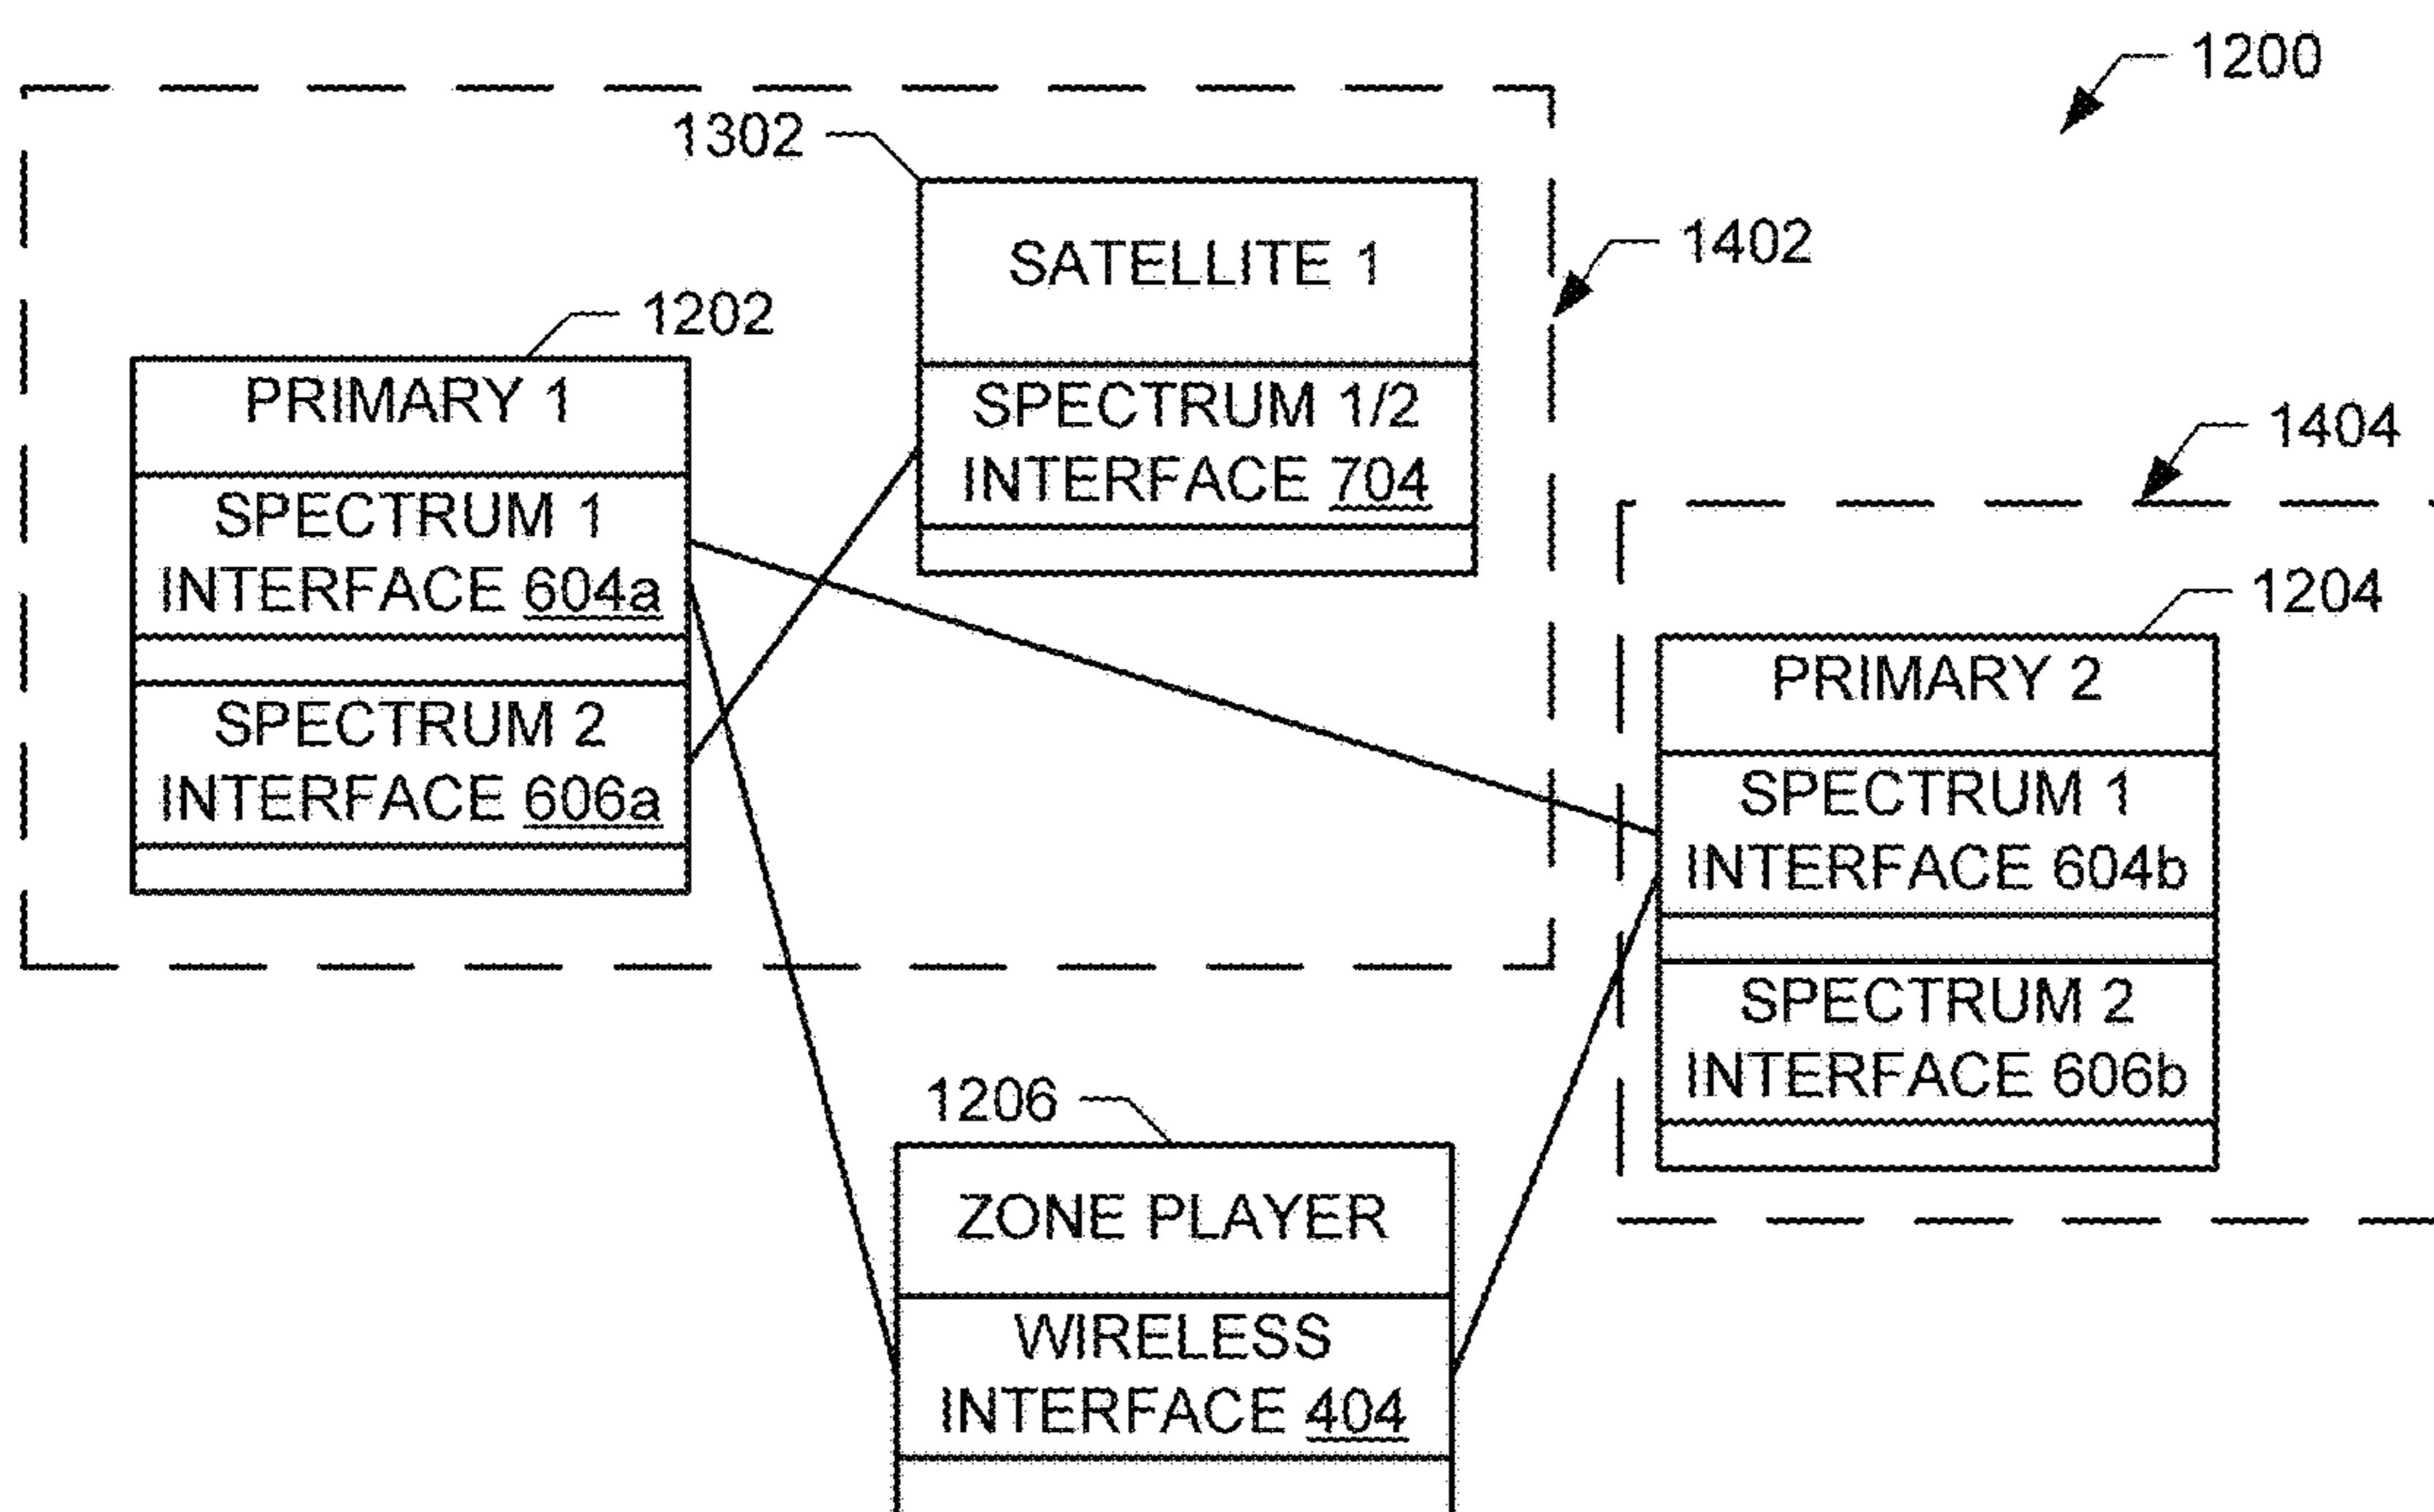 1200
1302
SATELLITE 1
1402
1202
PRIMARY 1
SPECTRUM 1/2
INTERFACE 704
1404
SPECTRUM 1
INTERFACE 604a
1204
PRIMARY 2
SPECTRUM 2
INTERFACE 606a
SPECTRUM 1
INTERFACE 604b
SPECTRUM 2
INTERFACE 606b
1206
ZONE PLAYER
WIRELESS
INTERFACE 404